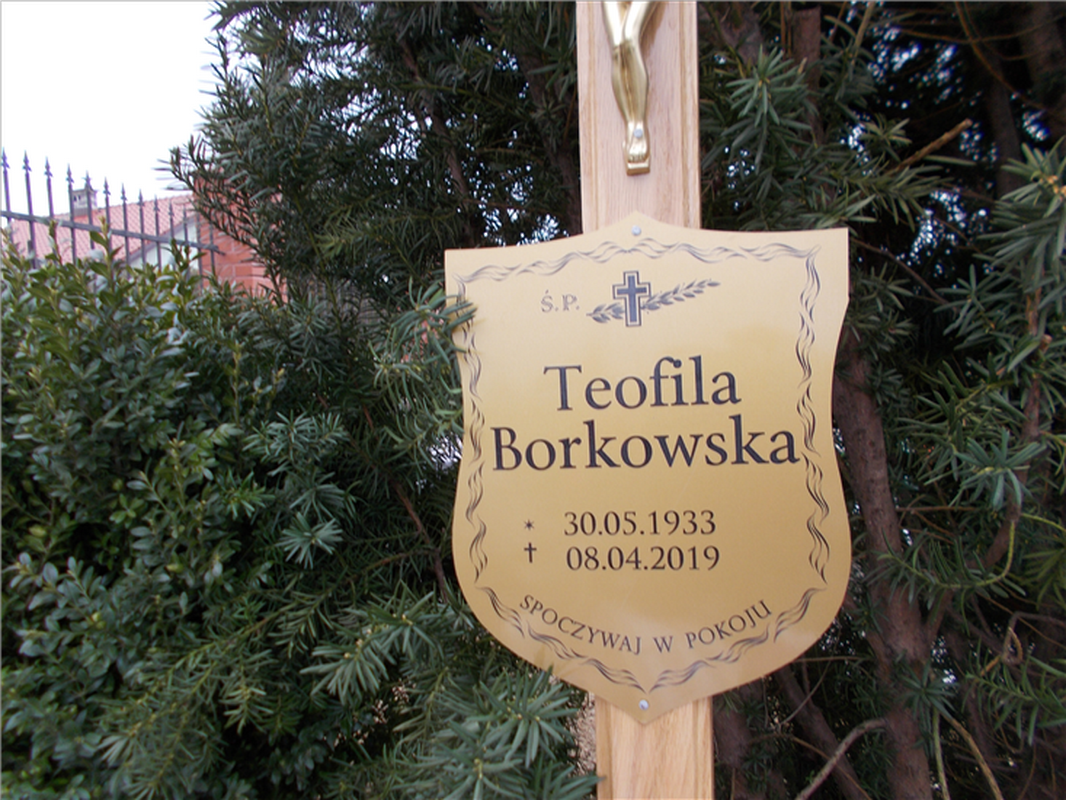 Ś.P.
Teofila
Borkowska
* 30.05.1933
† 08.04.2019
SPOCZYWAJ W POKOJU